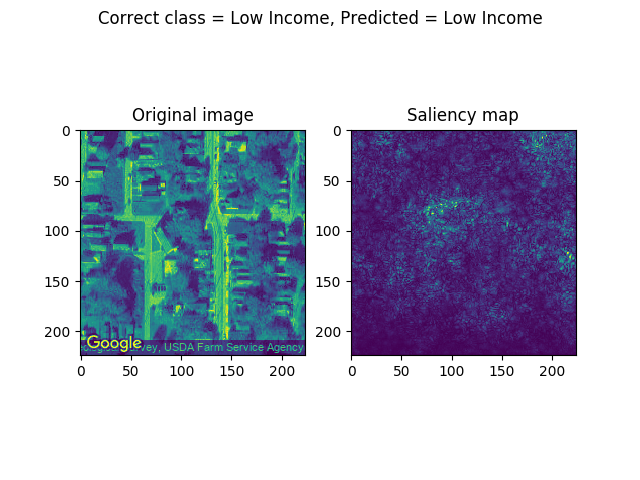 Correct class = Low Income, Predicted = Low Income
Original image
Saliency map
0
50
100
150
200
0
50
100
150
200
Google
vey, USDA Farm Service Agency
0 50 100 150 200
0 50 100 150 200